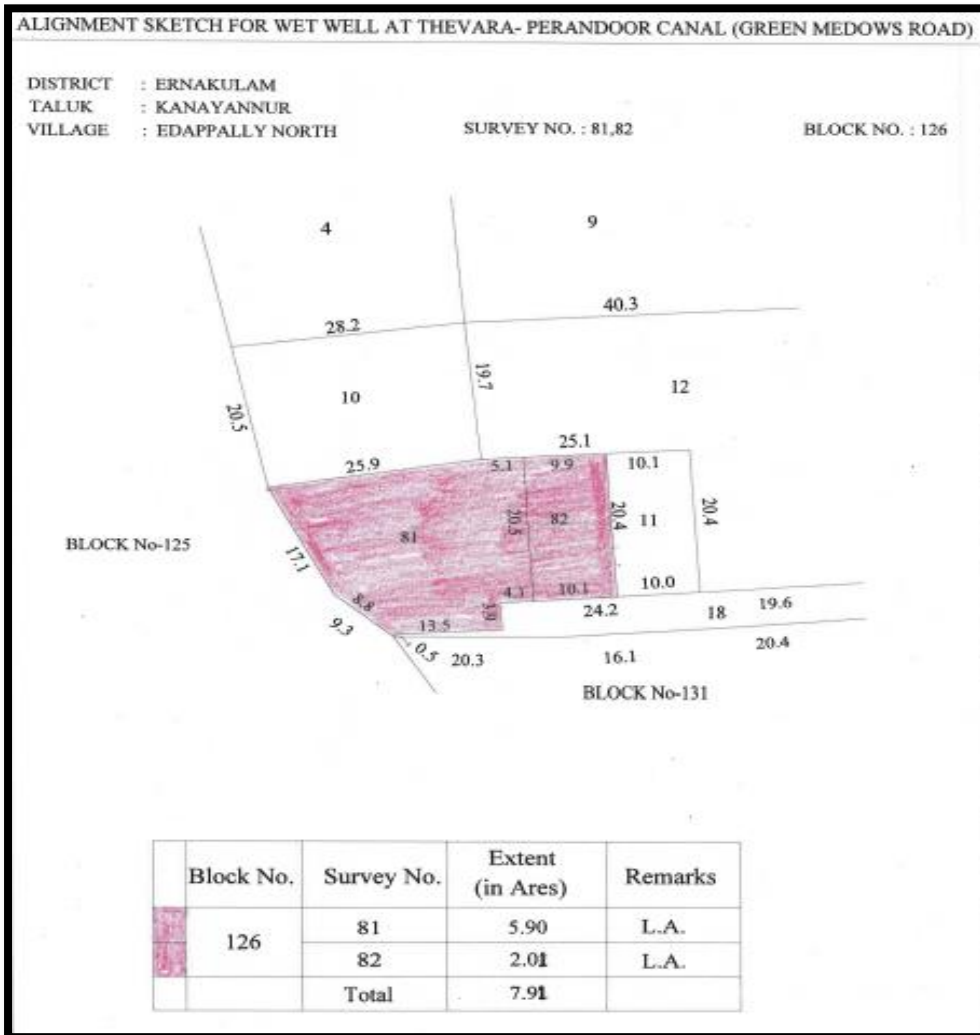 ALIGNMENT SKETCH FOR WET WELL AT THEVARA- PERANDOOR CANAL (GREEN MEDOWS ROAD)
DISTRICT : ERNAKULAM
TALUK : KANAYANNUR
VILLAGE : EDAPPALLY NORTH SURVEY NO. : 81,82 BLOCK NO. : 126
4 9
28.2 40.3
19.7
20.5 10 12
25.9 5.1 25.1
9.9 10.1
BLOCK No-125 17.1 81 20.5 82 20.4 11 20.4
8.8 10.1 10.0
9.3 13.5 24.2 18 19.6
0.5 20.3 16.1 20.4
BLOCK No-131
Block No. Survey No. Extent (in Ares) Remarks
126 81 5.90 L.A.
82 2.01 L.A.
Total 7.91